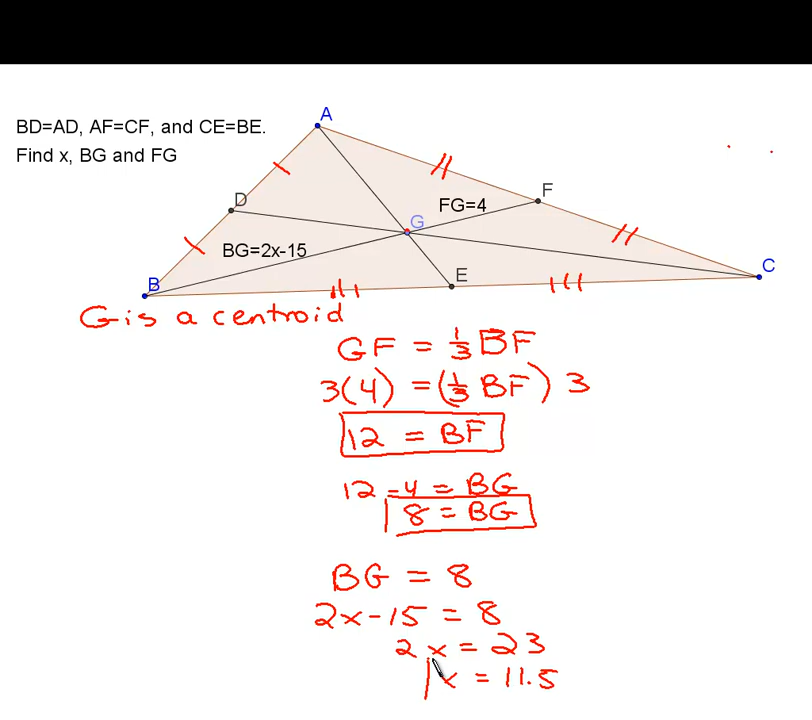 BD=AD, AF=CF, and CE=BE.
Find x, BG and FG
A
D
F
FG=4
G
BG=2x-15
B
E
C
G is a centroid
GF = 1/3 BF
3(4) = (1/3 BF) 3
12 = BF
12 - 4 = BG
8 = BG
BG = 8
2x - 15 = 8
2x = 23
x = 11.5